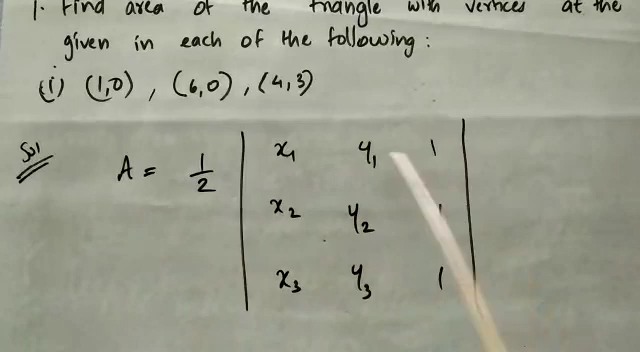 1. Find area of the triangle with vertices at the
given in each of the following :
(i) (1,0) , (6,0) , (4,3)
Sol
A = 1/2 | x₁ y₁ 1 |
| x₂ y₂ 1 |
| x₃ y₃ 1 |